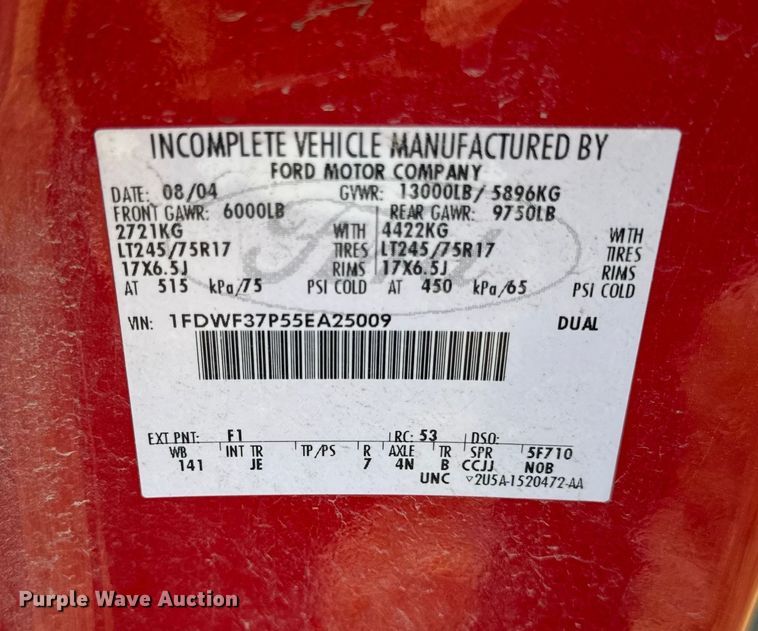 INCOMPLETE VEHICLE MANUFACTURED BY
FORD MOTOR COMPANY
DATE: 08/04 GVWR: 13000LB/ 5896KG
FRONT GAWR: 6000LB REAR GAWR: 9750LB
2721KG WITH 4422KG WITH
LT245/75R17 TIRES LT245/75R17 TIRES
17X6.5J RIMS 17X6.5J RIMS
AT 515 kPa/75 PSI COLD AT 450 kPa/65 PSI COLD
Ford
VIN: 1FDWF37P55EA25009 DUAL
EXT PNT: F1 RC: 53 DSO:
WB INT TR TP/PS R AXLE TR SPR 5F710
141 JE 7 4N B CCJJ N0B
UNC ▽2U5A-1520472-AA
Purple Wave Auction